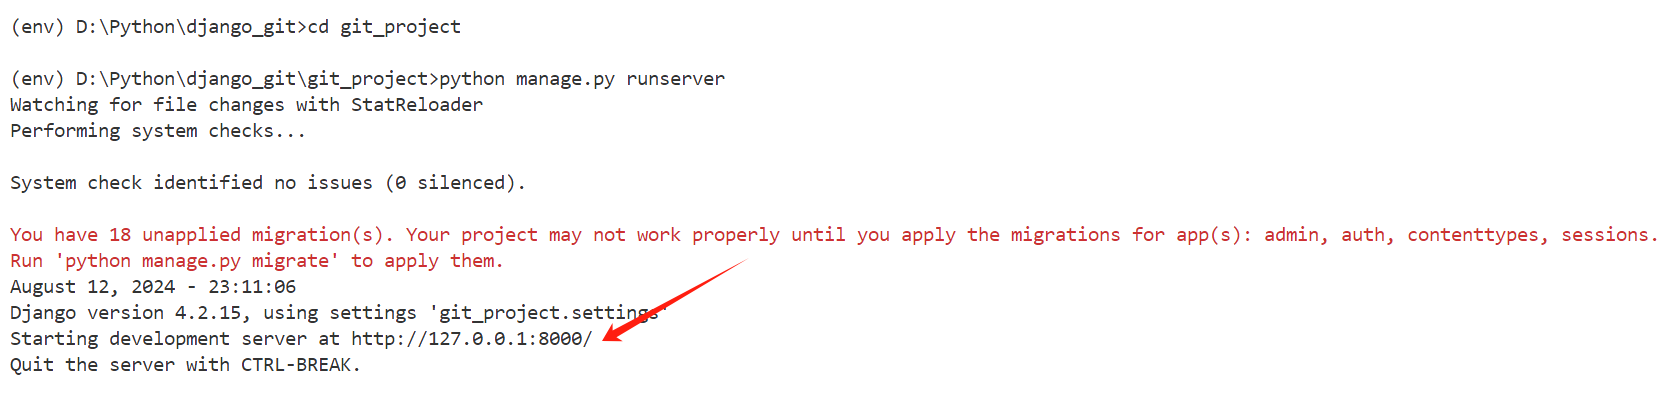 (env) D:\Python\django_git>cd git_project
(env) D:\Python\django_git\git_project>python manage.py runserver
Watching for file changes with StatReloader
Performing system checks...
System check identified no issues (0 silenced).
You have 18 unapplied migration(s). Your project may not work properly until you apply the migrations for app(s): admin, auth, contenttypes, sessions.
Run 'python manage.py migrate' to apply them.
August 12, 2024 - 23:11:06
Django version 4.2.15, using settings 'git_project.settings'
Starting development server at http://127.0.0.1:8000/
Quit the server with CTRL-BREAK.